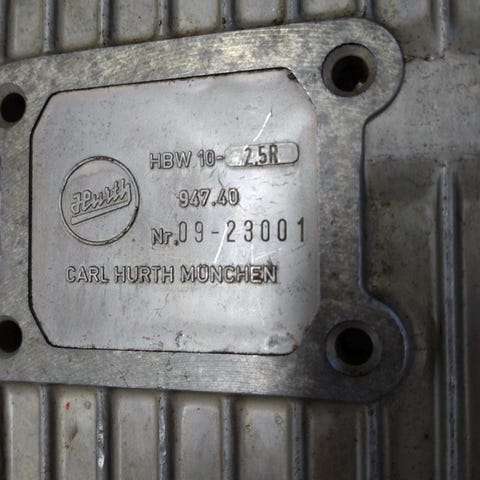 HBW 10- 2,5R
Hurth
947.40
Nr. 09-23001
CARL HURTH MÜNCHEN